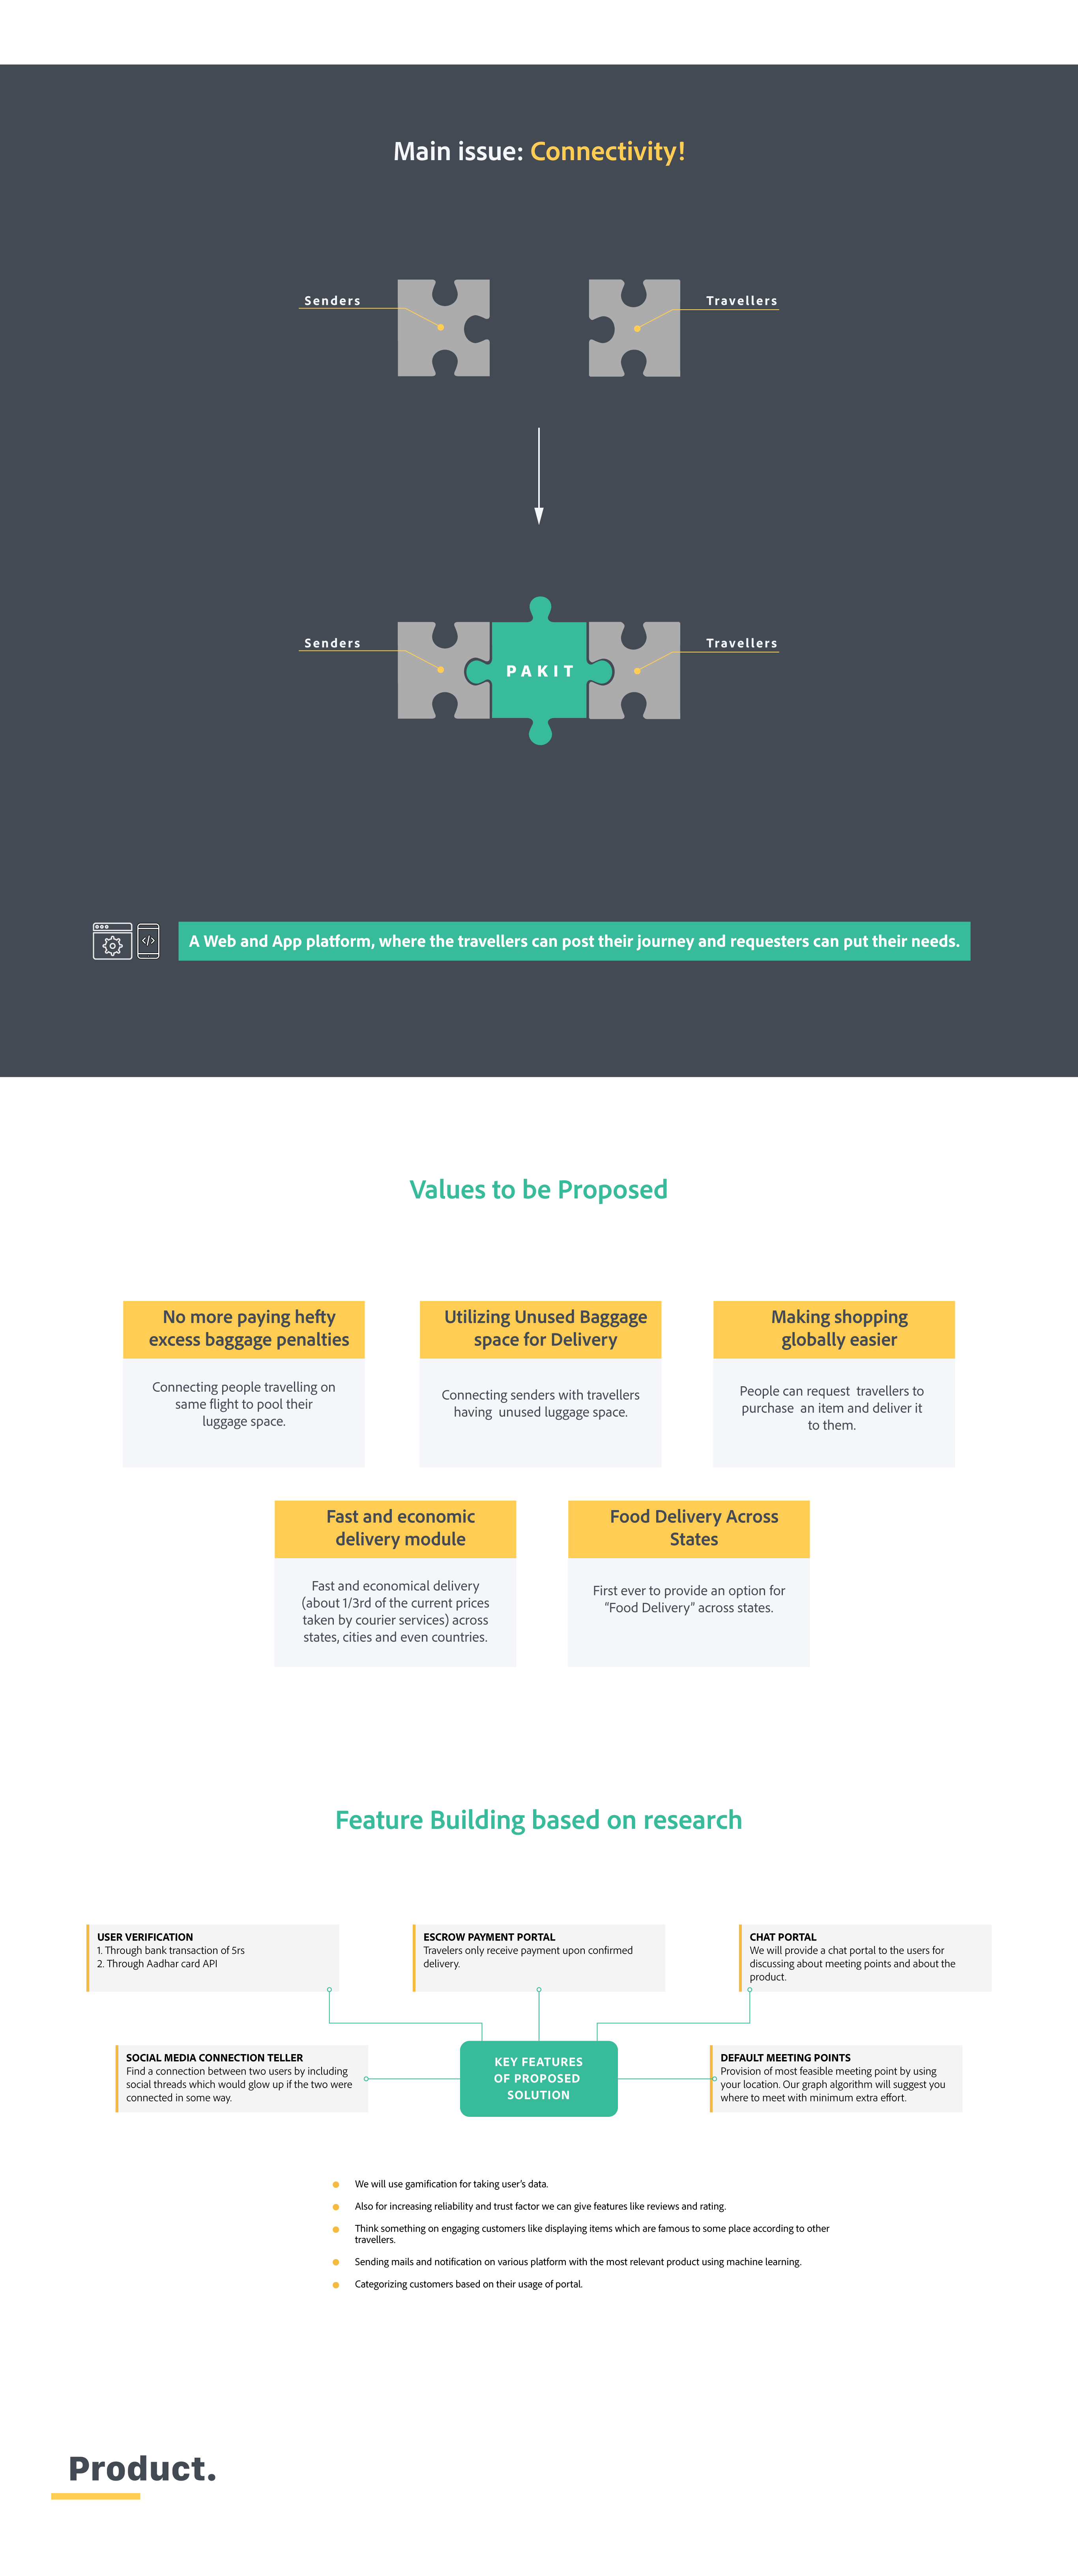 Main issue: Connectivity!
Senders
Travellers
Senders
PAKIT
Travellers
A Web and App platform, where the travellers can post their journey and requesters can put their needs.
Values to be Proposed
No more paying hefty
excess baggage penalties
Connecting people travelling on
same flight to pool their
luggage space.
Utilizing Unused Baggage
space for Delivery
Connecting senders with travellers
having unused luggage space.
Making shopping
globally easier
People can request travellers to
purchase an item and deliver it
to them.
Fast and economic
delivery module
Fast and economical delivery
(about 1/3rd of the current prices
taken by courier services) across
states, cities and even countries.
Food Delivery Across
States
First ever to provide an option for
“Food Delivery” across states.
Feature Building based on research
USER VERIFICATION
1. Through bank transaction of 5rs
2. Through Aadhar card API
ESCROW PAYMENT PORTAL
Travelers only receive payment upon confirmed
delivery.
CHAT PORTAL
We will provide a chat portal to the users for
discussing about meeting points and about the
product.
SOCIAL MEDIA CONNECTION TELLER
Find a connection between two users by including
social threads which would glow up if the two were
connected in some way.
KEY FEATURES
OF PROPOSED
SOLUTION
DEFAULT MEETING POINTS
Provision of most feasible meeting point by using
your location. Our graph algorithm will suggest you
where to meet with minimum extra effort.
We will use gamification for taking user’s data.
Also for increasing reliability and trust factor we can give features like reviews and rating.
Think something on engaging customers like displaying items which are famous to some place according to other
travellers.
Sending mails and notification on various platform with the most relevant product using machine learning.
Categorizing customers based on their usage of portal.
Product.